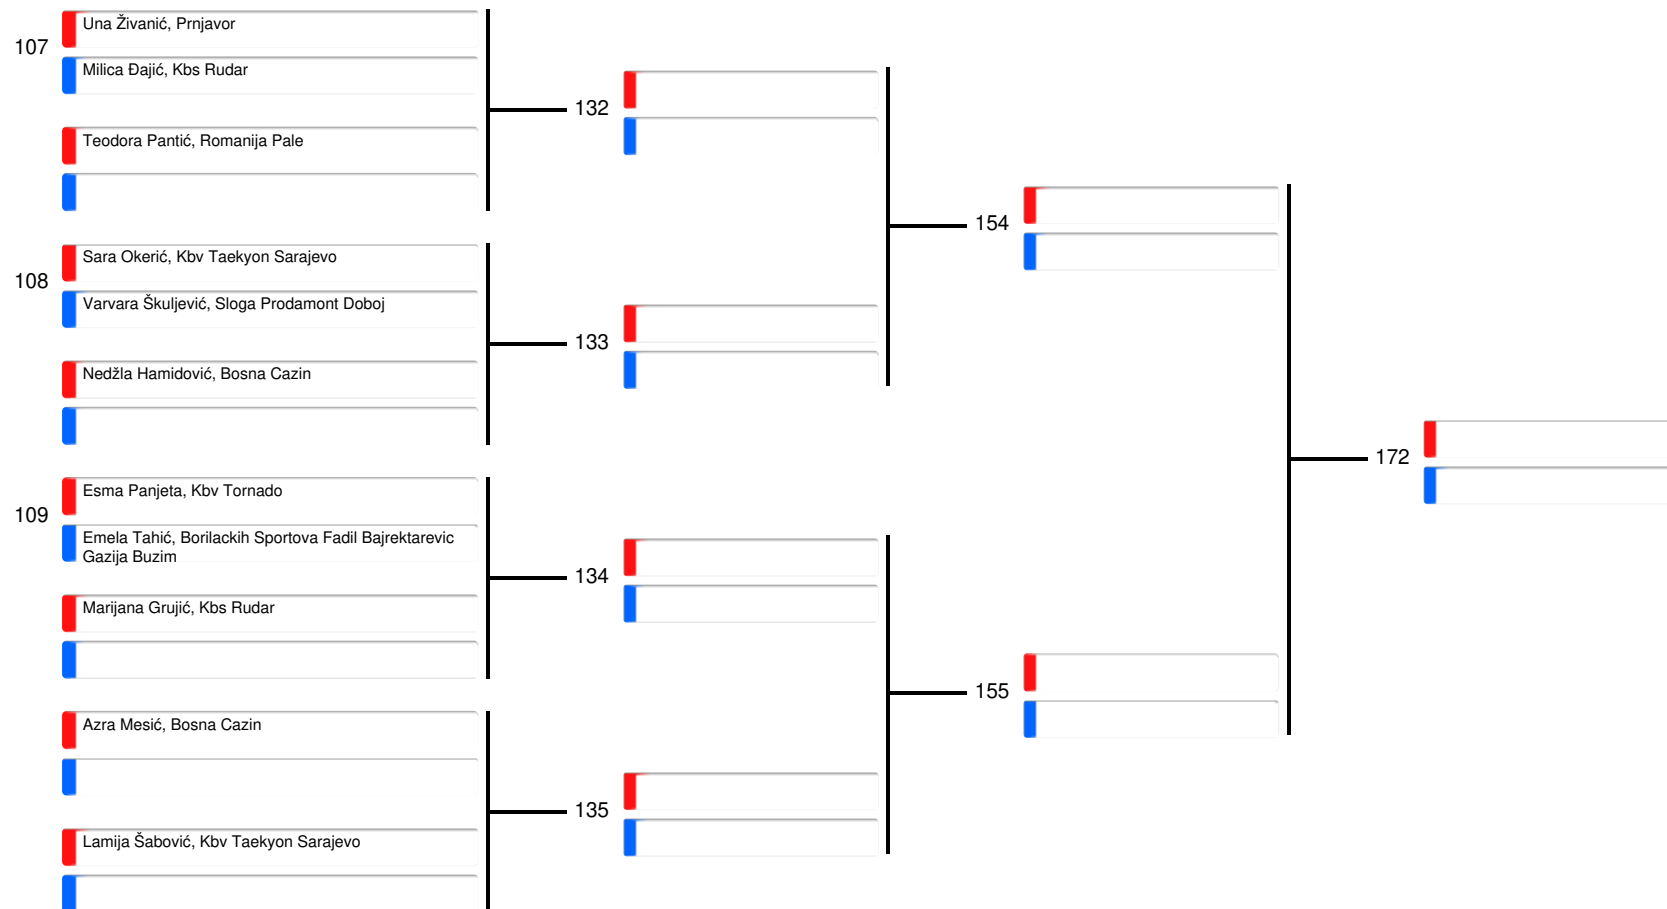 107
Una Živanić, Prnjavor
Milica Đajić, Kbs Rudar
Teodora Pantić, Romanija Pale
132
108
Sara Okerić, Kbv Taekyon Sarajevo
Varvara Škuljević, Sloga Prodamont Doboj
Nedžla Hamidović, Bosna Cazin
133
154
109
Esma Panjeta, Kbv Tornado
Emela Tahić, Borilackih Sportova Fadil Bajrektarevic
Gazija Buzim
Marijana Grujić, Kbs Rudar
134
Azra Mesić, Bosna Cazin
Lamija Šabović, Kbv Taekyon Sarajevo
135
155
172